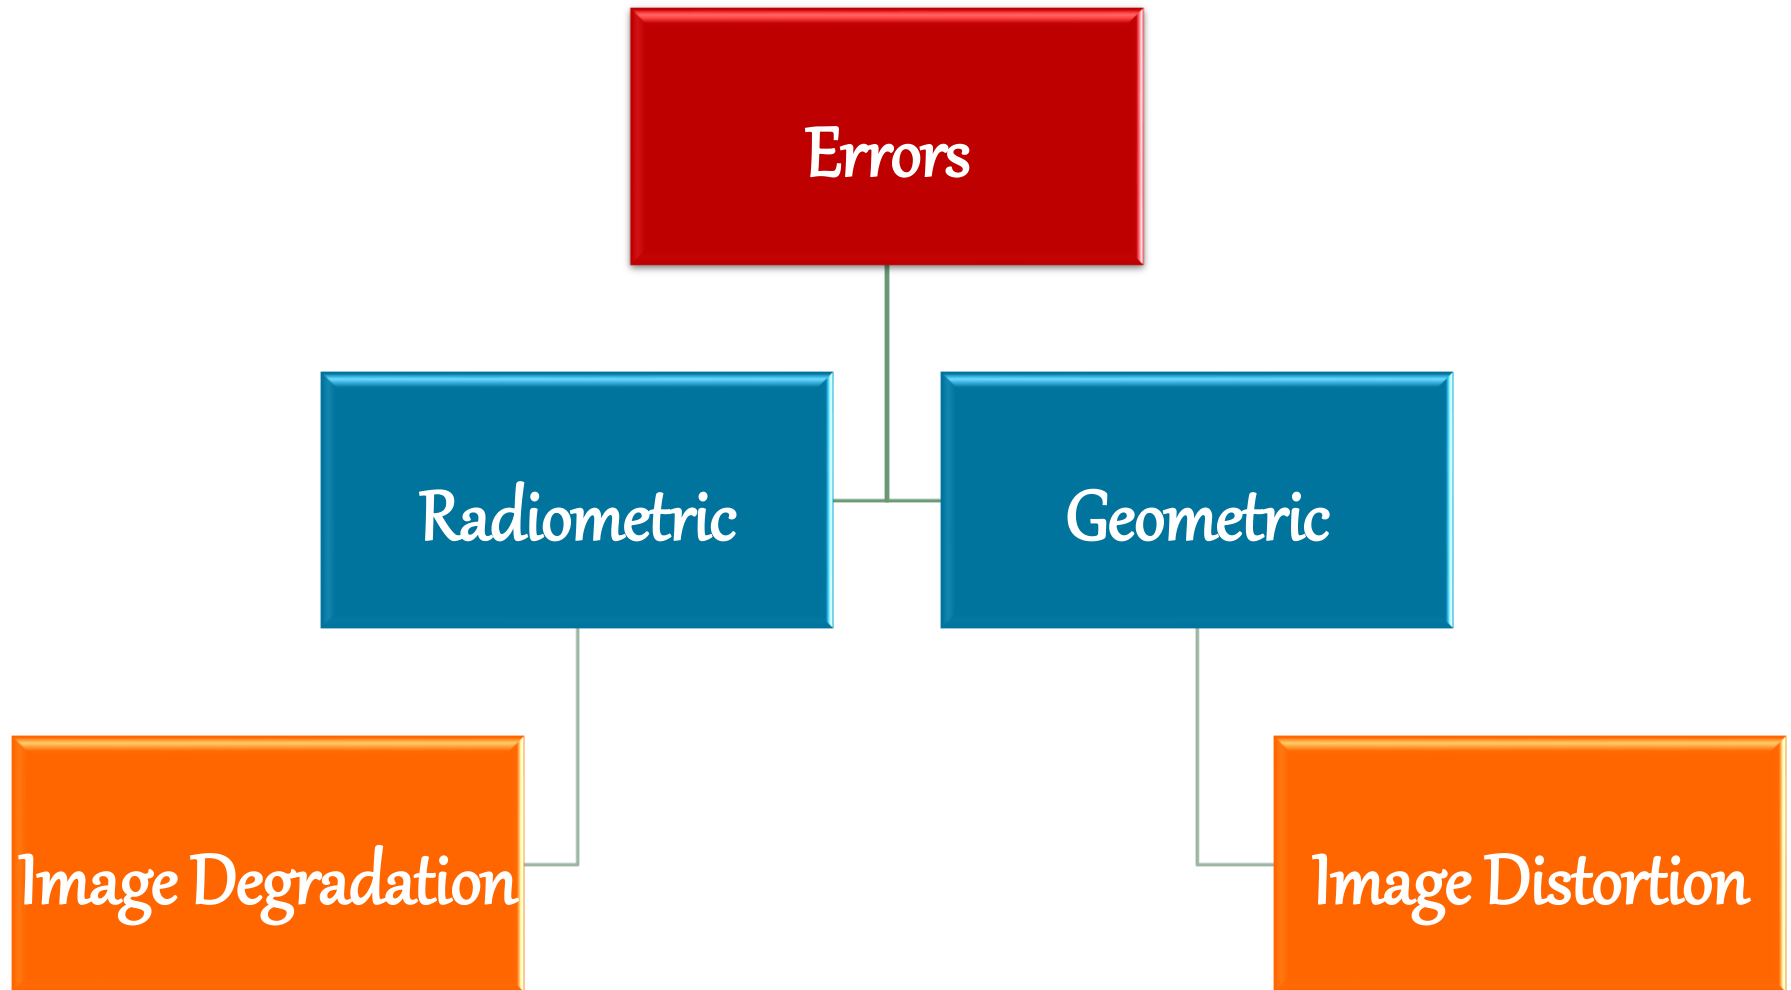 Errors
Radiometric
Geometric
Image Degradation
Image Distortion